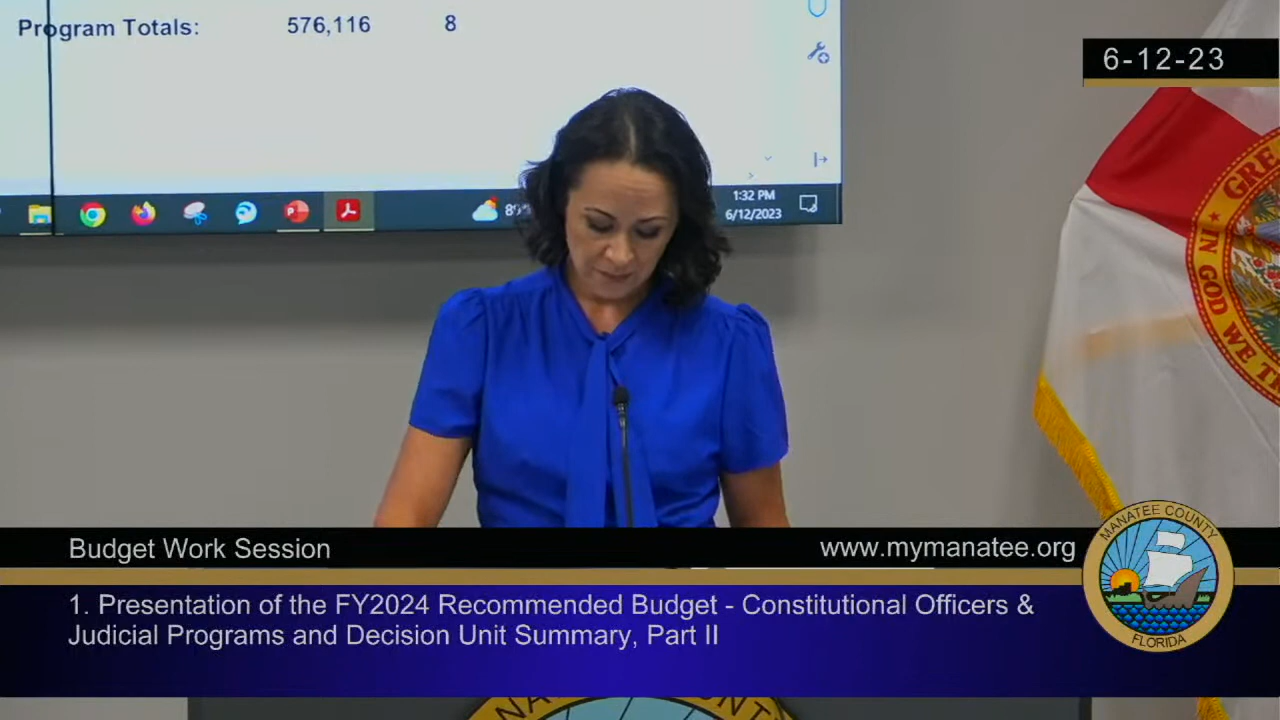 Program Totals: 576,116 8
6-12-23
1:32 PM
6/12/2023
GRE
IN GOD WE T
Budget Work Session
www.mymanatee.org
1. Presentation of the FY2024 Recommended Budget - Constitutional Officers &
Judicial Programs and Decision Unit Summary, Part II
MANATEE COUNTY
FLORIDA